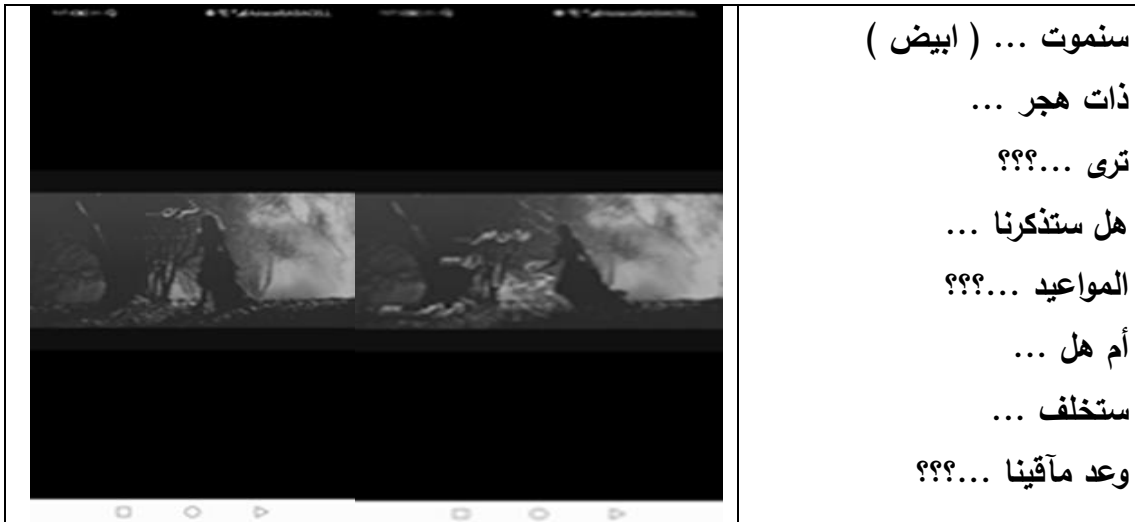 سنموت ... ( ابيض )
ذات هجر ...
ترى ...؟؟؟
هل ستذكرنا ...
المواعيد ...؟؟؟
أم هل ...
ستخلف ...
وعد مآقينا ...؟؟؟